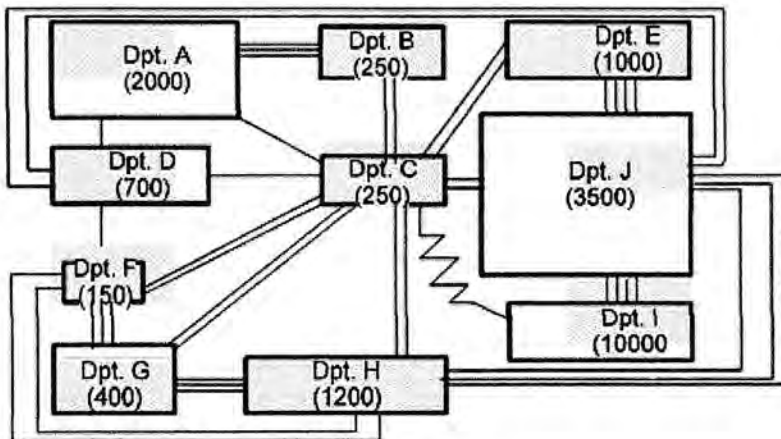 Dpt. A
(2000)
Dpt. B
(250)
Dpt. E
(1000)
Dpt. D
(700)
Dpt. C
(250)
Dpt. J
(3500)
Dpt. F
(150)
Dpt. I
(10000
Dpt. G
(400)
Dpt. H
(1200)